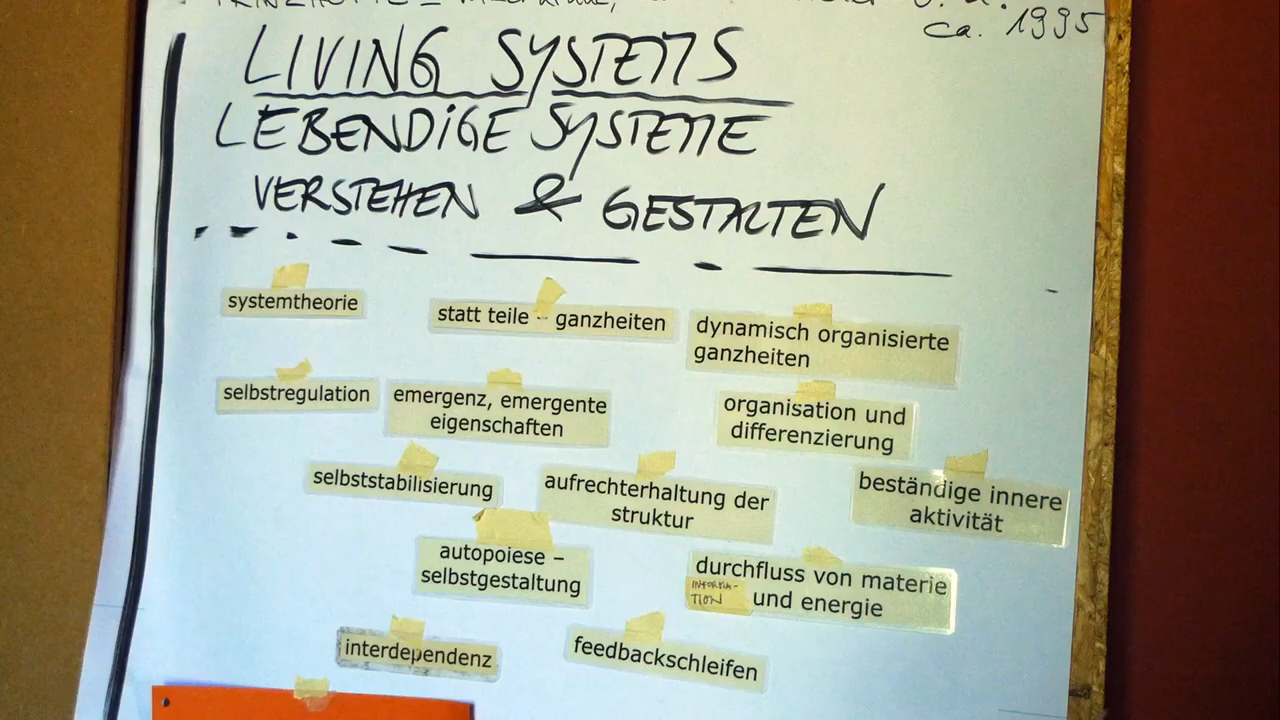 ca. 1995
LIVING SYSTEMS
LEBENDIGE SYSTEME
VERSTEHEN & GESTALTEN
systemtheorie
statt teile - ganzheiten
dynamisch organisierte
ganzheiten
selbstregulation
emergenz, emergente
eigenschaften
organisation und
differenzierung
selbststabilisierung
aufrechterhaltung der
struktur
beständige innere
aktivität
autopoiese –
selbstgestaltung
durchfluss von materie
INFORMA-
TION
und energie
interdependenz
feedbackschleifen